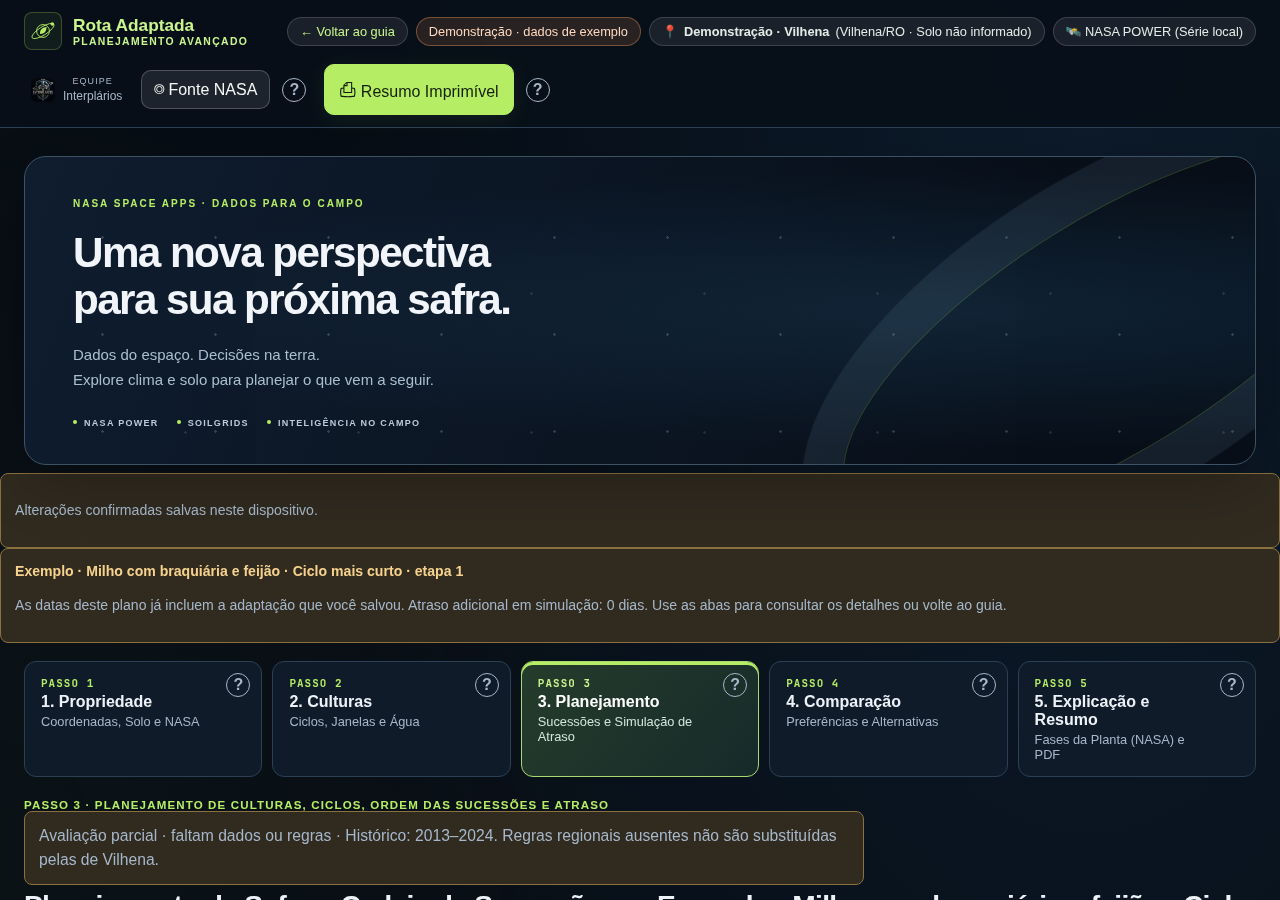 Rota Adaptada
PLANEJAMENTO AVANÇADO
← Voltar ao guia
Demonstração · dados de exemplo
📍 Demonstração · Vilhena (Vilhena/RO · Solo não informado)
🛰️ NASA POWER (Série local)
EQUIPE
Interplários
Fonte NASA
?
Resumo Imprimível
?
NASA SPACE APPS · DADOS PARA O CAMPO
Uma nova perspectiva
para sua próxima safra.
Dados do espaço. Decisões na terra.
Explore clima e solo para planejar o que vem a seguir.
NASA POWER
SOILGRIDS
INTELIGÊNCIA NO CAMPO
Alterações confirmadas salvas neste dispositivo.
Exemplo · Milho com braquiária e feijão · Ciclo mais curto · etapa 1
As datas deste plano já incluem a adaptação que você salvou. Atraso adicional em simulação: 0 dias. Use as abas para consultar os detalhes ou volte ao guia.
PASSO 1
?
1. Propriedade
Coordenadas, Solo e NASA
PASSO 2
?
2. Culturas
Ciclos, Janelas e Água
PASSO 3
?
3. Planejamento
Sucessões e Simulação de
Atraso
PASSO 4
?
4. Comparação
Preferências e Alternativas
PASSO 5
?
5. Explicação e
Resumo
Fases da Planta (NASA) e
PDF
PASSO 3 · PLANEJAMENTO DE CULTURAS, CICLOS, ORDEM DAS SUCESSÕES E ATRASO
Avaliação parcial · faltam dados ou regras · Histórico: 2013–2024. Regras regionais ausentes não são substituídas
pelas de Vilhena.